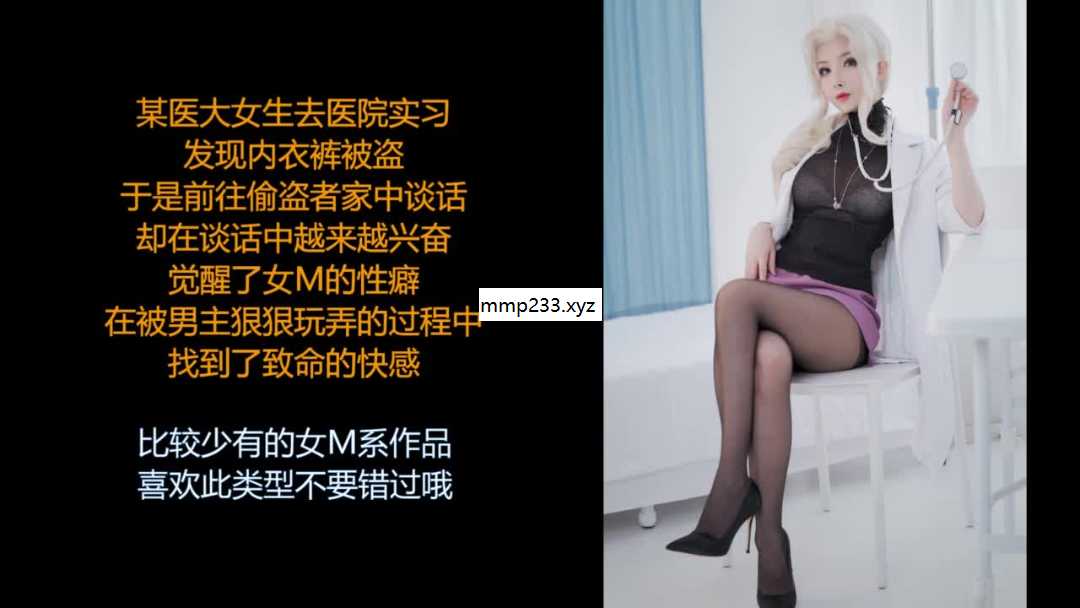 某医大女生去医院实习
发现内衣裤被盗
于是前往偷盗者家中谈话
却在谈话中越来越兴奋
觉醒了女M的性癖
mmp233.xyz
在被男主狠狠玩弄的过程中
找到了致命的快感
比较少有的女M系作品
喜欢此类型不要错过哦